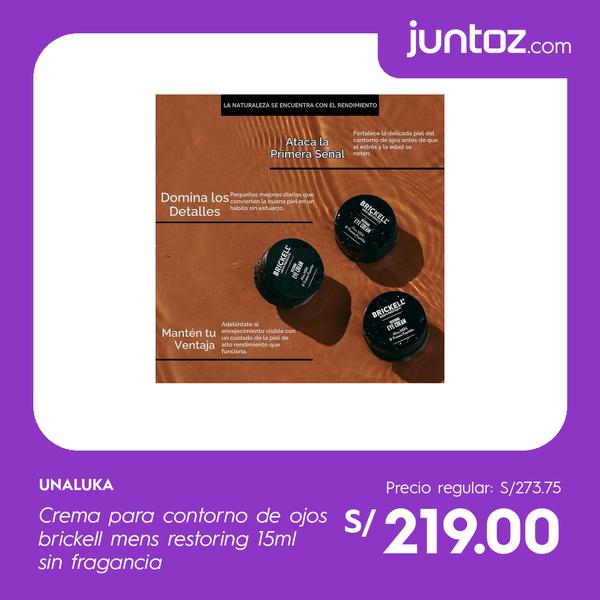 juntoz.com
LA NATURALEZA SE ENCUENTRA CON EL RENDIMIENTO
Ataca la
Primera Señal
Fortalece la delicada piel del
contorno de ojos antes de que
el estrés y la edad se
noten.
Domina los
Detalles
Pequeñas mejoras diarias que
convierten la buena piel en un
hábito sin esfuerzo.
BRICKELL
EYE CREAM
BRICKELL
EYE CREAM
BRICKELL
EYE CREAM
Mantén tu
Ventaja
Adelántate al
envejecimiento visible con
un cuidado de la piel de
alto rendimiento que
funciona.
UNALUKA
Crema para contorno de ojos
brickell mens restoring 15ml
sin fragancia
Precio regular: S/273.75
S/219.00